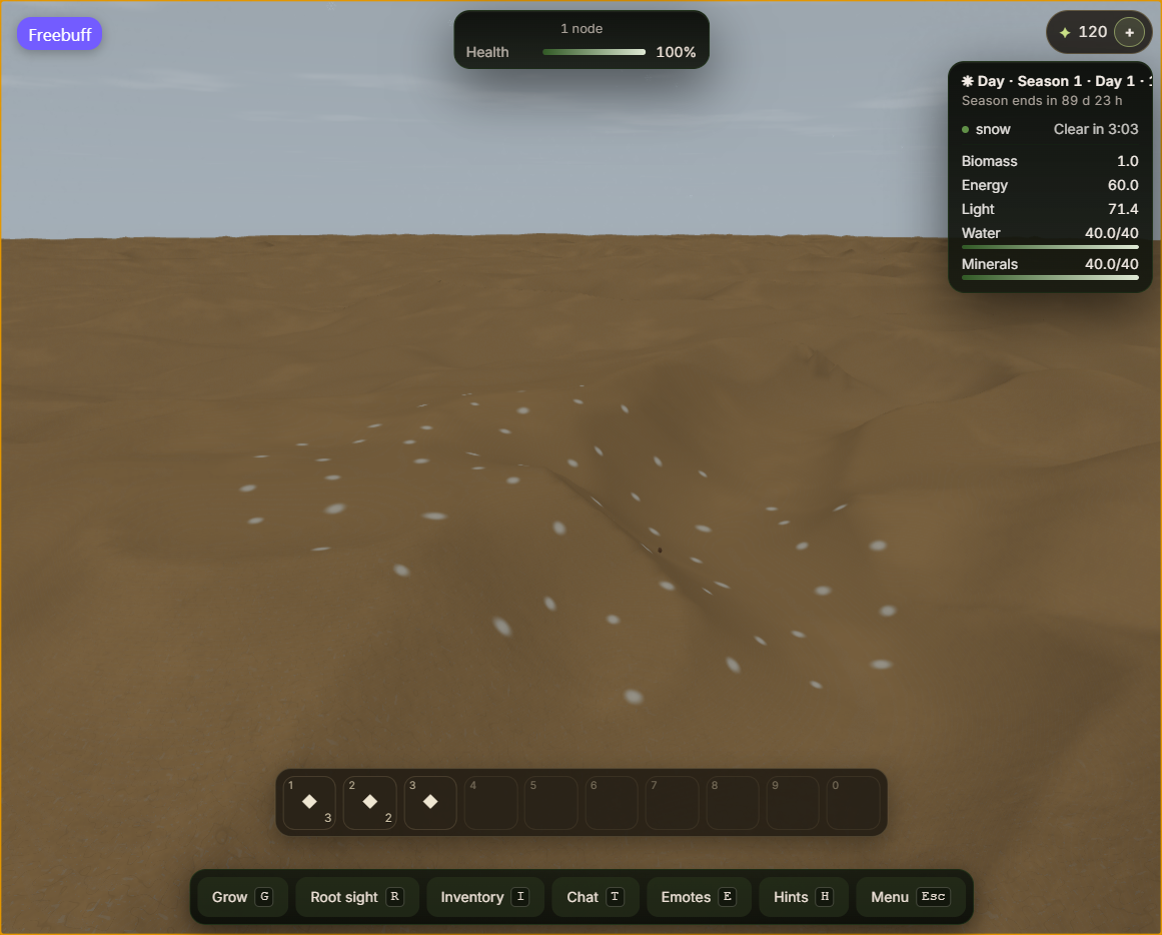 Freebuff
1 node
Health 100%
120 +
Day · Season 1 · Day 1 ·
Season ends in 89 d 23 h
snow Clear in 3:03
Biomass 1.0
Energy 60.0
Light 71.4
Water 40.0/40
Minerals 40.0/40
1 2 3 4 5 6 7 8 9 0
3 2
Grow G Root sight R Inventory I Chat T Emotes E Hints H Menu Esc